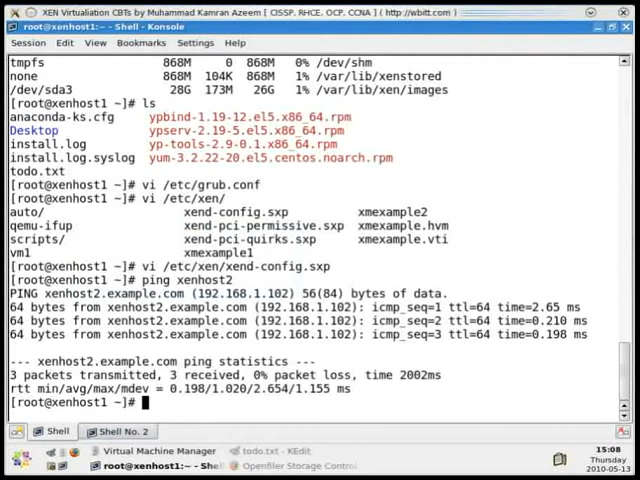 XEN Virtualiation CBTs by Muhammad Kamran Azeem [ CISSP, RHCE, OCP, CCNA ] ( http://wbitt.com )
root@xenhost1:~ - Shell - Konsole
Session Edit View Bookmarks Settings Help
tmpfs 868M 0 868M 0% /dev/shm
none 868M 104K 868M 1% /var/lib/xenstored
/dev/sda3 28G 173M 26G 1% /var/lib/xen/images
[root@xenhost1 ~]# ls
anaconda-ks.cfg ypbind-1.19-12.el5.x86_64.rpm
Desktop ypserv-2.19-5.el5.x86_64.rpm
install.log yp-tools-2.9-0.1.x86_64.rpm
install.log.syslog yum-3.2.22-20.el5.centos.noarch.rpm
todo.txt
[root@xenhost1 ~]# vi /etc/grub.conf
[root@xenhost1 ~]# vi /etc/xen/
auto/ xend-config.sxp xmexample2
qemu-ifup xend-pci-permissive.sxp xmexample.hvm
scripts/ xend-pci-quirks.sxp xmexample.vti
vm1 xmexample1
[root@xenhost1 ~]# vi /etc/xen/xend-config.sxp
[root@xenhost1 ~]# ping xenhost2
PING xenhost2.example.com (192.168.1.102) 56(84) bytes of data.
64 bytes from xenhost2.example.com (192.168.1.102): icmp_seq=1 ttl=64 time=2.65 ms
64 bytes from xenhost2.example.com (192.168.1.102): icmp_seq=2 ttl=64 time=0.210 ms
64 bytes from xenhost2.example.com (192.168.1.102): icmp_seq=3 ttl=64 time=0.198 ms
--- xenhost2.example.com ping statistics ---
3 packets transmitted, 3 received, 0% packet loss, time 2002ms
rtt min/avg/max/mdev = 0.198/1.020/2.654/1.155 ms
[root@xenhost1 ~]#
Shell Shell No. 2
Virtual Machine Manager todo.txt - KEdit
root@xenhost1:~ - Shell Openfiler Storage Control
15:08
Thursday
2010-05-13